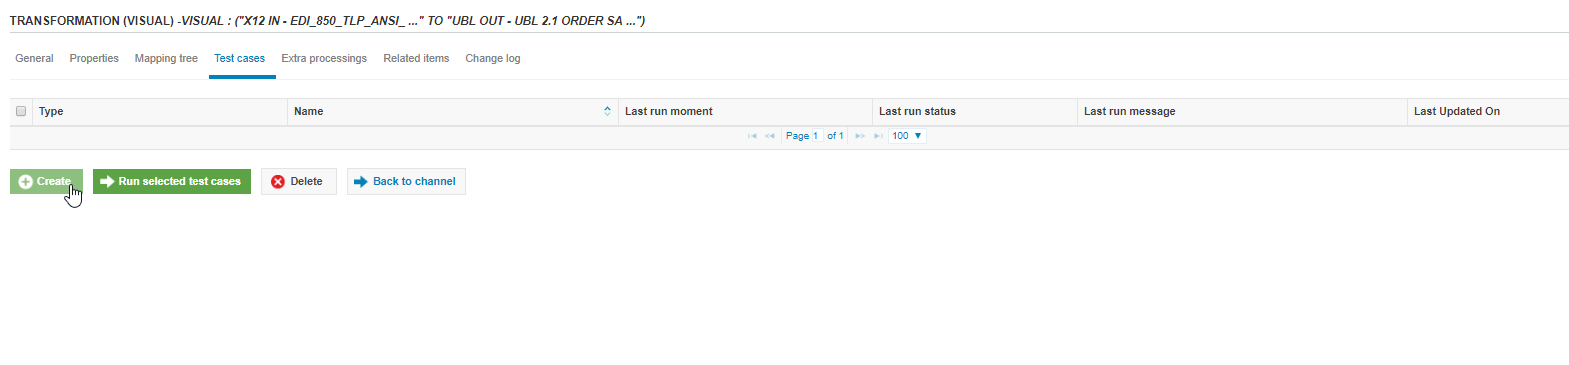 TRANSFORMATION (VISUAL) -VISUAL : ("X12 IN - EDI_850_TLP_ANSI_ ..." TO "UBL OUT - UBL 2.1 ORDER SA ...")
General Properties Mapping tree Test cases Extra processings Related items Change log
Type Name Last run moment Last run status Last run message Last Updated On
Page 1 of 1 100
Create Run selected test cases Delete Back to channel